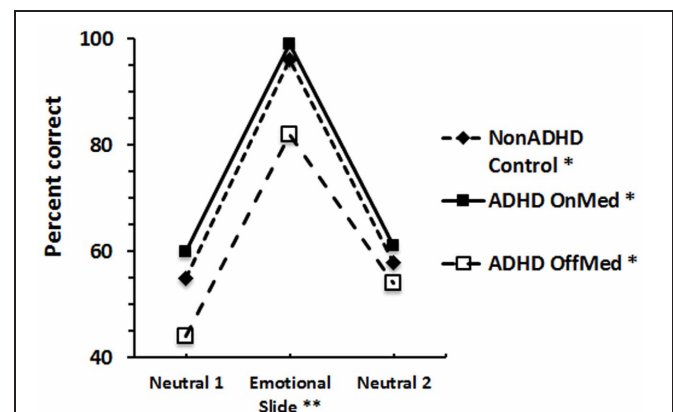 Percent correct
100
80
60
40
Neutral 1
Emotional
Slide **
Neutral 2
NonADHD
Control *
ADHD OnMed *
ADHD OffMed *